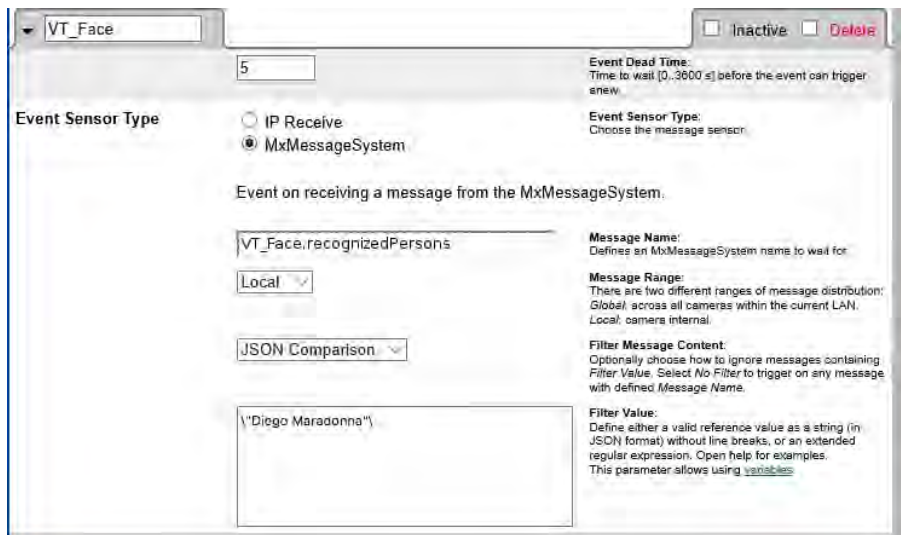 VT_Face
Inactive
Delete
5
Event Dead Time:
Time to wait [0..3600 s] before the event can trigger
anew.
Event Sensor Type
IP Receive
MxMessageSystem
Event Sensor Type:
Choose the message sensor.
Event on receiving a message from the MxMessageSystem.
VT_Face.recognizedPersons
Message Name:
Defines an MxMessageSystem name to wait for.
Local
Message Range:
There are two different ranges of message distribution:
Global: across all cameras within the current LAN.
Local: camera internal.
JSON Comparison
Filter Message Content:
Optionally choose how to ignore messages containing
Filter Value. Select No Filter to trigger on any message
with defined Message Name.
\"Diego Maradonna"\
Filter Value:
Define either a valid reference value as a string (in
JSON format) without line breaks, or an extended
regular expression. Open help for examples.
This parameter allows using variables.